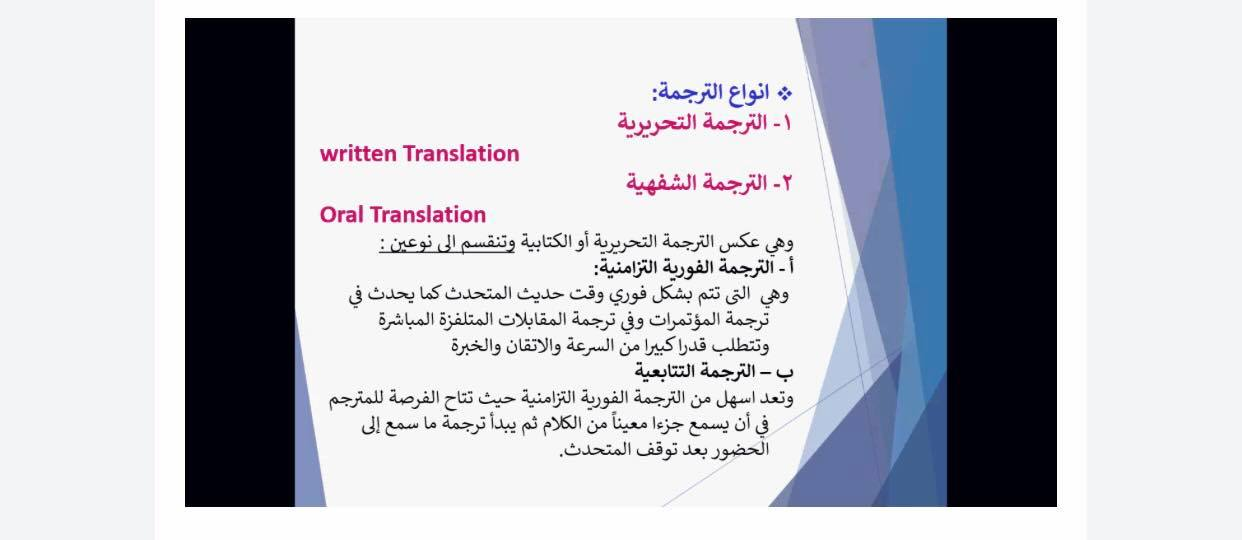 ❖ انواع الترجمة:
١- الترجمة التحريرية
written Translation
٢- الترجمة الشفهية
Oral Translation
وهي عكس الترجمة التحريرية أو الكتابية وتنقسم الى نوعين :
أ - الترجمة الفورية التزامنية:
وهي التى تتم بشكل فوري وقت حديث المتحدث كما يحدث في
ترجمة المؤتمرات وفي ترجمة المقابلات المتلفزة المباشرة
وتتطلب قدرا كبيرا من السرعة والاتقان والخبرة
ب – الترجمة التتابعية
وتعد اسهل من الترجمة الفورية التزامنية حيث تتاح الفرصة للمترجم
في أن يسمع جزءا معيناً من الكلام ثم يبدأ ترجمة ما سمع إلى
الحضور بعد توقف المتحدث.